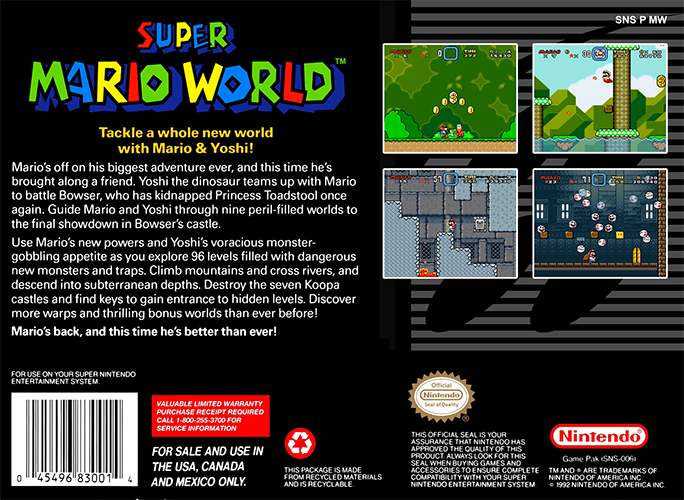 SNS P MW
SUPER
MARIO WORLD™
Tackle a whole new world
with Mario & Yoshi!
Mario's off on his biggest adventure ever, and this time he's
brought along a friend. Yoshi the dinosaur teams up with Mario
to battle Bowser, who has kidnapped Princess Toadstool once
again. Guide Mario and Yoshi through nine peril-filled worlds to
the final showdown in Bowser's castle.
Use Mario's new powers and Yoshi's voracious monster-
gobbling appetite as you explore 96 levels filled with dangerous
new monsters and traps. Climb mountains and cross rivers, and
descend into subterranean depths. Destroy the seven Koopa
castles and find keys to gain entrance to hidden levels. Discover
more warps and thrilling bonus worlds than ever before!
Mario's back, and this time he's better than ever!
MARIO
TIME
MARIO
TIME
MARIO
TIME
MARIO
TIME
FOR USE ON YOUR SUPER NINTENDO
ENTERTAINMENT SYSTEM.
0 45496 83001 4
VALUABLE LIMITED WARRANTY
PURCHASE RECEIPT REQUIRED
CALL 1-800-255-3700 FOR
SERVICE INFORMATION
FOR SALE AND USE IN
THE USA, CANADA
AND MEXICO ONLY.
THIS PACKAGE IS MADE
FROM RECYCLED MATERIALS
AND IS RECYCLABLE.
Official
Nintendo
Seal of Quality
THIS OFFICIAL SEAL IS YOUR
ASSURANCE THAT NINTENDO HAS
APPROVED THE QUALITY OF THIS
PRODUCT. ALWAYS LOOK FOR THIS
SEAL WHEN BUYING GAMES AND
ACCESSORIES TO ENSURE COMPLETE
COMPATIBILITY WITH YOUR SUPER
NINTENDO ENTERTAINMENT SYSTEM.
Nintendo®
Game Pak (SNS-006)
TM AND ® ARE TRADEMARKS OF
NINTENDO OF AMERICA INC.
© 1992 NINTENDO OF AMERICA INC.